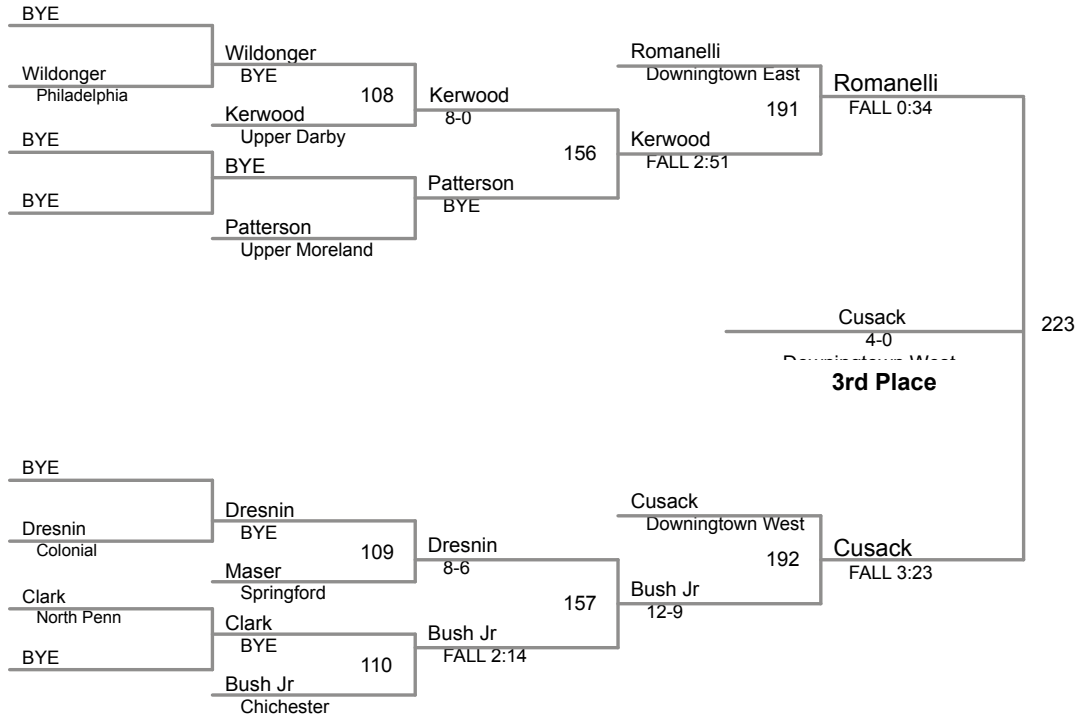 BYE
Wildonger
Philadelphia
BYE
BYE
Wildonger
BYE
108
Kerwood
Upper Darby
BYE
Patterson
Upper Moreland
Kerwood
8-0
156
Patterson
BYE
Romanelli
Downingtown East
191
Kerwood
FALL 2:51
Romanelli
FALL 0:34
Cusack
4-0
Downingtown West
3rd Place
223
BYE
Dresnin
Colonial
Clark
North Penn
BYE
Dresnin
BYE
109
Maser
Springford
Clark
BYE
110
Bush Jr
Chichester
Dresnin
8-6
157
Bush Jr
FALL 2:14
Cusack
Downingtown West
192
Bush Jr
12-9
Cusack
FALL 3:23